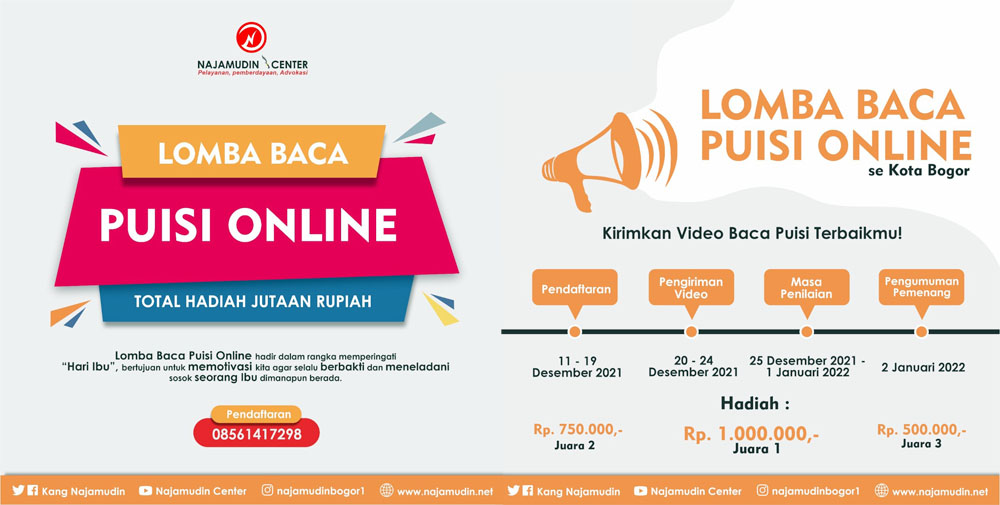 NAJAMUDIN CENTER
Pelayanan, pemberdayaan, Advokasi
LOMBA BACA
PUISI ONLINE
TOTAL HADIAH JUTAAN RUPIAH
Lomba Baca Puisi Online hadir dalam rangka memperingati
“Hari Ibu”, bertujuan untuk memotivasi kita agar selalu berbakti dan meneladani
sosok seorang Ibu dimanapun berada.
Pendaftaran
08561417298
Kang Najamudin Najamudin Center najamudinbogor1 www.najamudin.net
LOMBA BACA
PUISI ONLINE
se Kota Bogor
Kirimkan Video Baca Puisi Terbaikmu!
Pendaftaran
11 - 19
Desember 2021
Pengiriman
Video
20 - 24
Desember 2021
Masa
Penilaian
25 Desember 2021 -
1 Januari 2022
Pengumuman
Pemenang
2 Januari 2022
Hadiah :
Rp. 750.000,-
Juara 2
Rp. 1.000.000,-
Juara 1
Rp. 500.000,-
Juara 3
Kang Najamudin Najamudin Center najamudinbogor1 www.najamudin.net